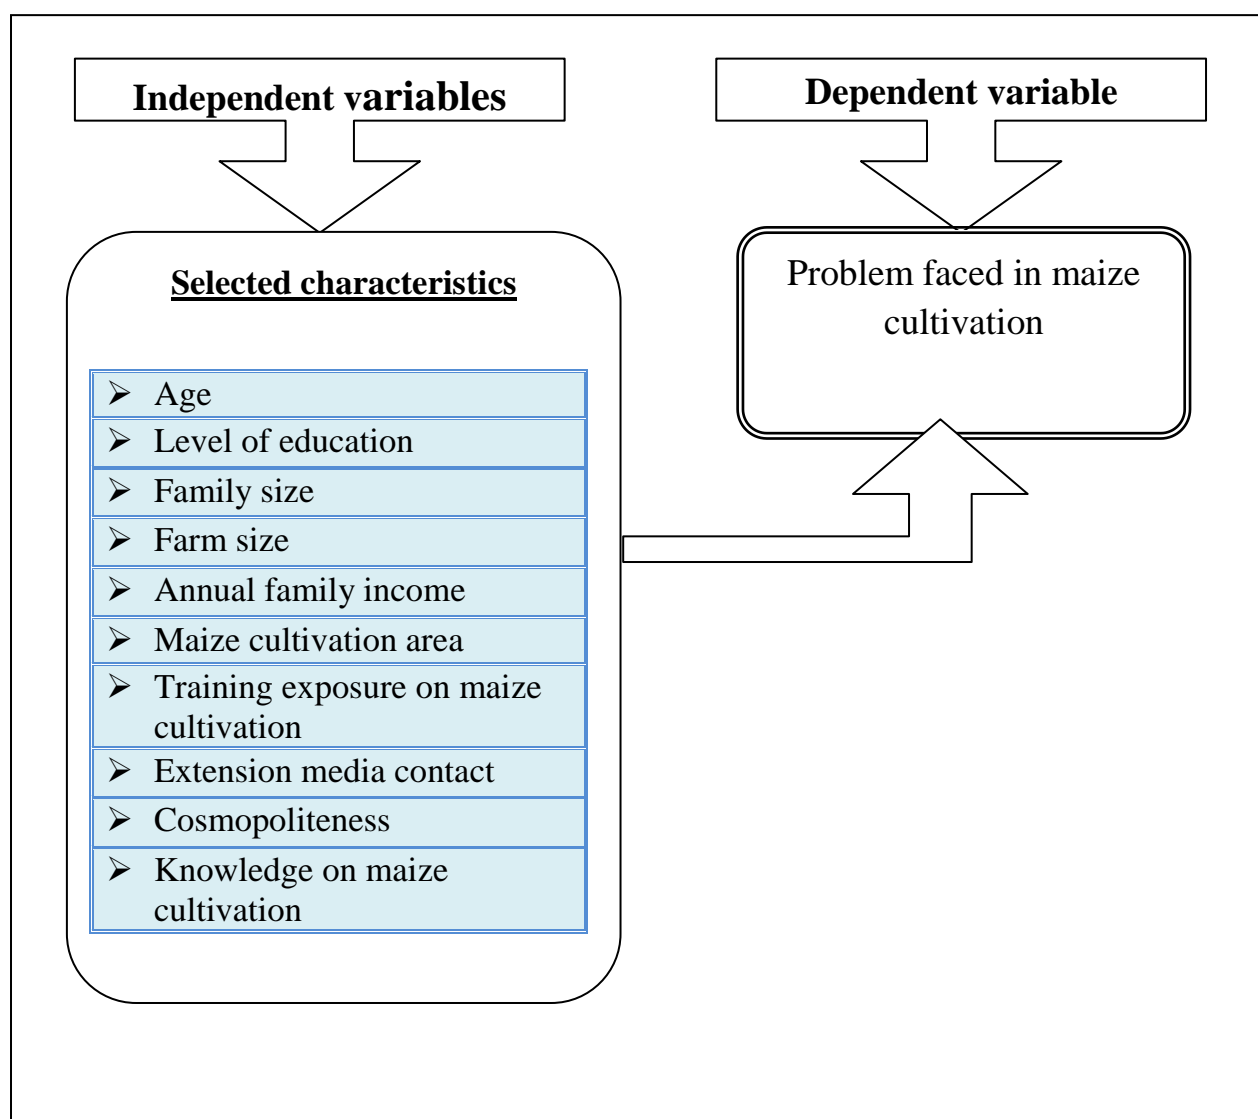 Independent variables
Dependent variable
Selected characteristics
➢ Age
➢ Level of education
➢ Family size
➢ Farm size
➢ Annual family income
➢ Maize cultivation area
➢ Training exposure on maize
cultivation
➢ Extension media contact
➢ Cosmopoliteness
➢ Knowledge on maize
cultivation
Problem faced in maize
cultivation